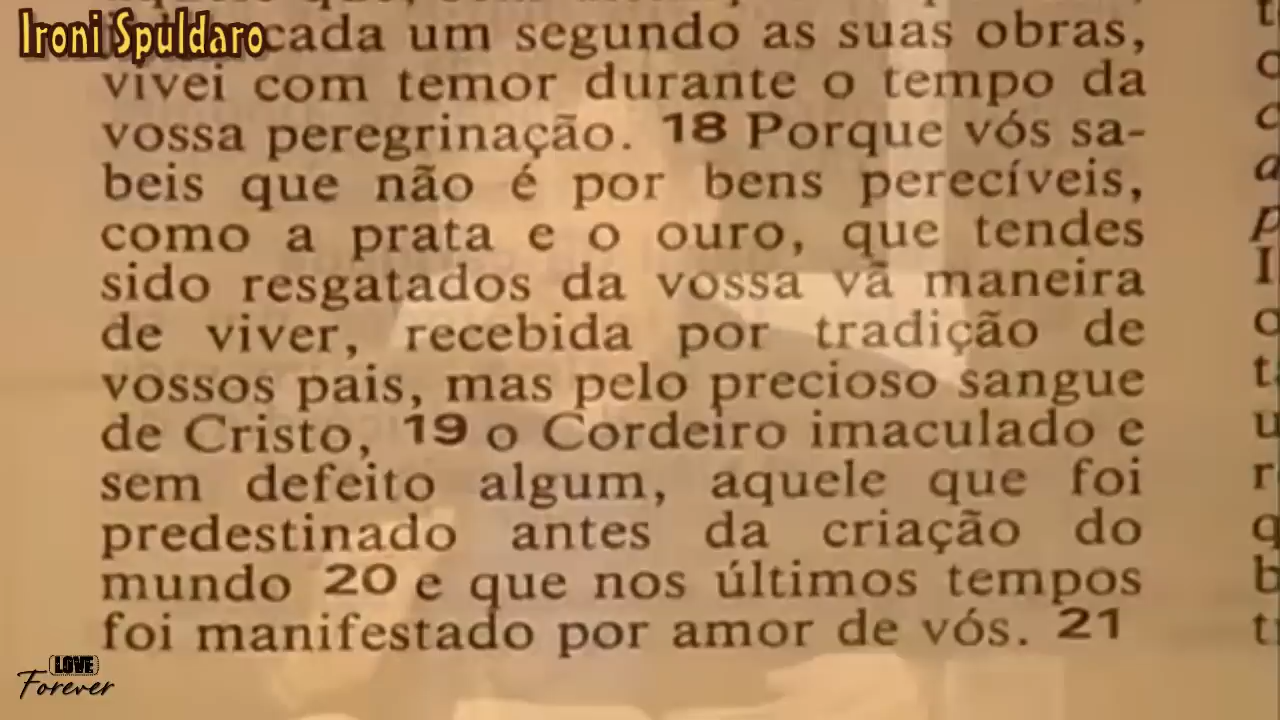 Ironi Spuldaro
cada um segundo as suas obras,
vivei com temor durante o tempo da
vossa peregrinação. 18 Porque vós sa-
beis que não é por bens perecíveis,
como a prata e o ouro, que tendes
sido resgatados da vossa vã maneira
de viver, recebida por tradição de
vossos pais, mas pelo precioso sangue
de Cristo, 19 o Cordeiro imaculado e
sem defeito algum, aquele que foi
predestinado antes da criação do
mundo 20 e que nos últimos tempos
foi manifestado por amor de vós. 21
LOVE
Forever